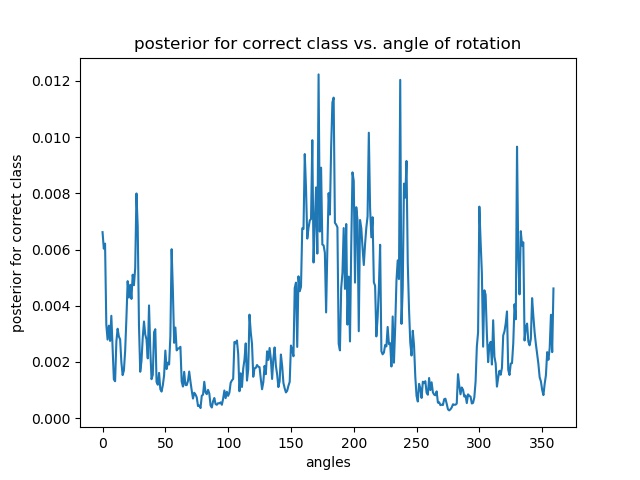 posterior for correct class vs. angle of rotation
posterior for correct class
0.012
0.010
0.008
0.006
0.004
0.002
0.000
0 50 100 150 200 250 300 350
angles